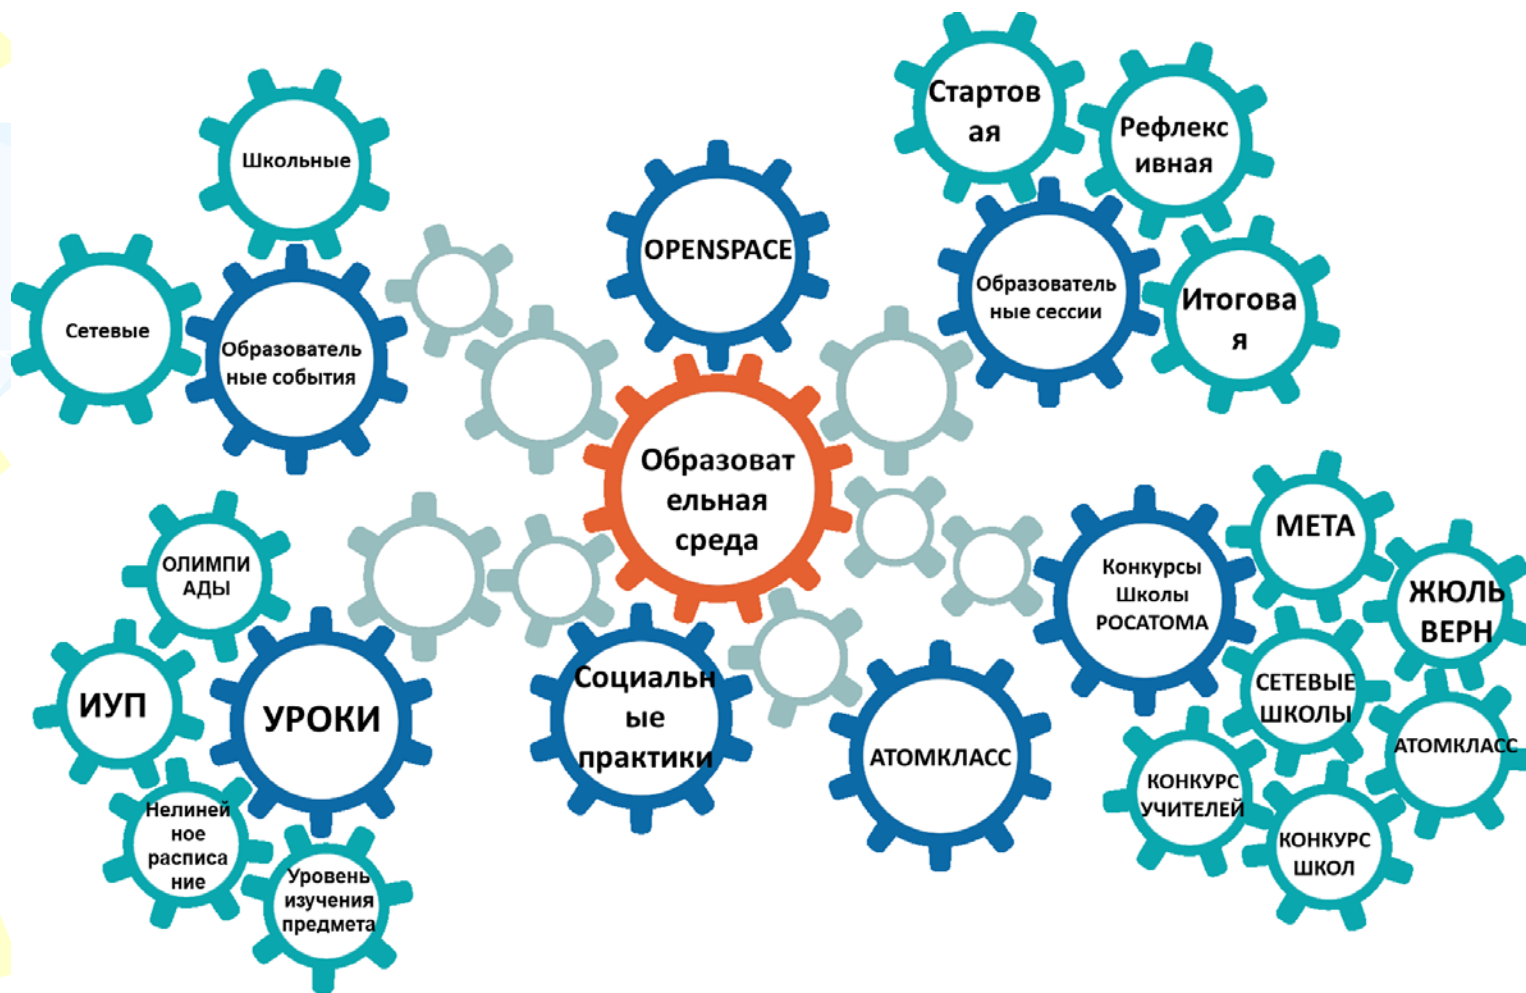 Школьные
Сетевые
Образователь
ные события
OPENSPACE
Стартов
ая
Рефлекс
ивная
Образователь
ные сессии
Итогова
я
Образоват
ельная
среда
ОЛИМПИ
АДЫ
ИУП
УРОКИ
Нелиней
ное
расписа
ние
Уровень
изучения
предмета
Социальн
ые
практики
АТОМКЛАСС
Конкурсы
Школы
РОСАТОМА
МЕТА
ЖЮЛЬ
ВЕРН
СЕТЕВЫЕ
ШКОЛЫ
АТОМКЛАСС
КОНКУРС
УЧИТЕЛЕЙ
КОНКУРС
ШКОЛ